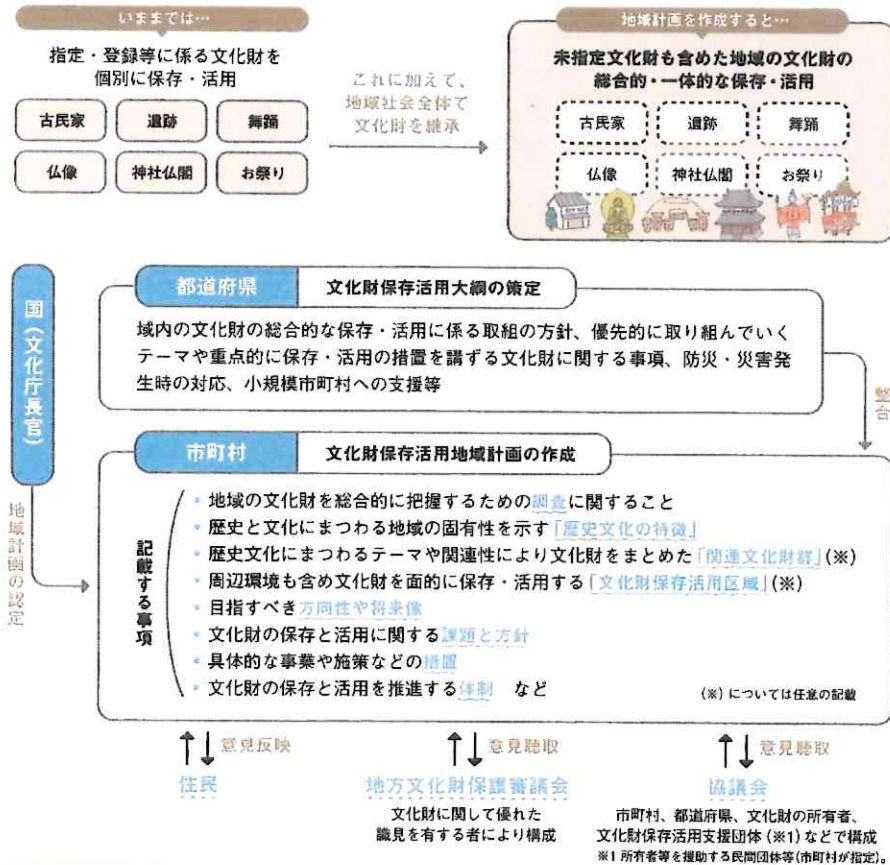 いままでは…
指定・登録等に係る文化財を
個別に保存・活用
古民家
遺跡
舞踊
仏像
神社仏閣
お祭り
これに加えて、
地域社会全体で
文化財を継承
地域計画を作成すると…
未指定文化財も含めた地域の文化財の
総合的・一体的な保存・活用
古民家
遺跡
舞踊
仏像
神社仏閣
お祭り
国(文化庁長官)
地域計画の認定
都道府県
文化財保存活用大綱の策定
域内の文化財の総合的な保存・活用に係る取組の方針、優先的に取り組んでいく
テーマや重点的に保存・活用の措置を講ずる文化財に関する事項、防災・災害発
生時の対応、小規模市町村への支援等
整合
市町村
文化財保存活用地域計画の作成
記載する事項
• 地域の文化財を総合的に把握するための調査に関すること
• 歴史と文化にまつわる地域の固有性を示す「歴史文化の特徴」
• 歴史文化にまつわるテーマや関連性により文化財をまとめた「関連文化財群」(※)
• 周辺環境も含め文化財を面的に保存・活用する「文化財保存活用区域」(※)
• 目指すべき方向性や将来像
• 文化財の保存と活用に関する課題と方針
• 具体的な事業や施策などの措置
• 文化財の保存と活用を推進する体制 など
(※)については任意の記載
意見反映
住民
意見聴取
地方文化財保護審議会
文化財に関して優れた
識見を有する者により構成
意見聴取
協議会
市町村、都道府県、文化財の所有者、
文化財保存活用支援団体(※1)などで構成
※1 所有者等を援助する民間団体等(市町村が指定)。